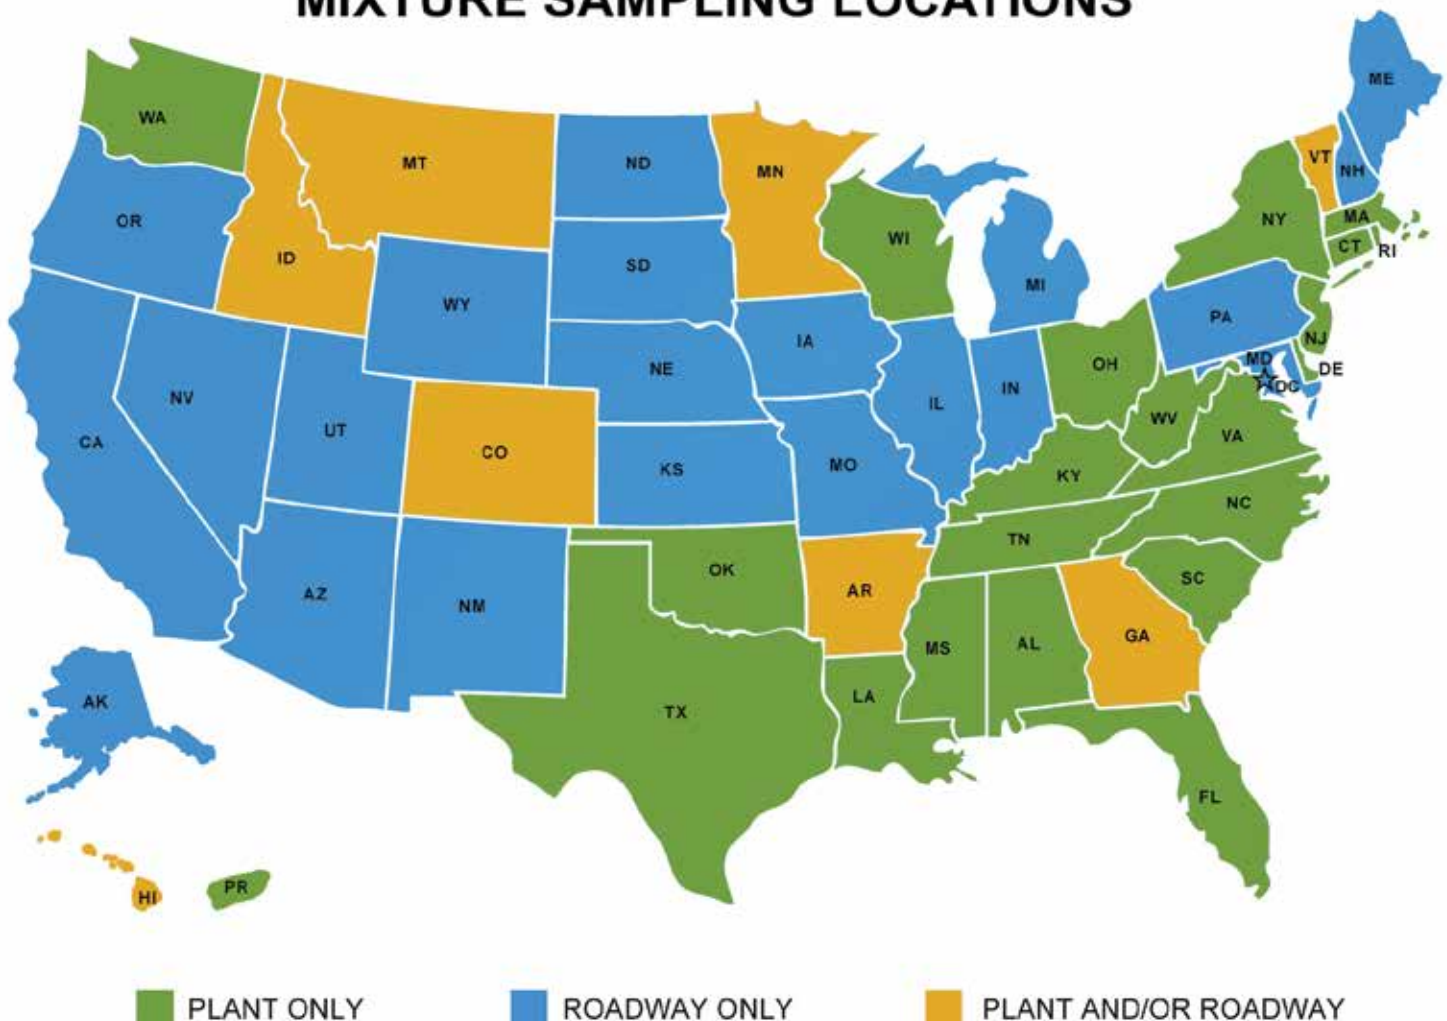 MIXTURE SAMPLING LOCATIONS
WA
MT
ND
MN
ME
VT
NH
OR
ID
SD
WI
NY
MA
CT
RI
WY
MI
PA
NJ
IA
NE
OH
MD
DE
DC
NV
UT
CO
IL
IN
WV
VA
CA
KS
MO
KY
NC
TN
AZ
NM
OK
AR
SC
MS
AL
GA
TX
LA
AK
FL
HI
PR
PLANT ONLY
ROADWAY ONLY
PLANT AND/OR ROADWAY